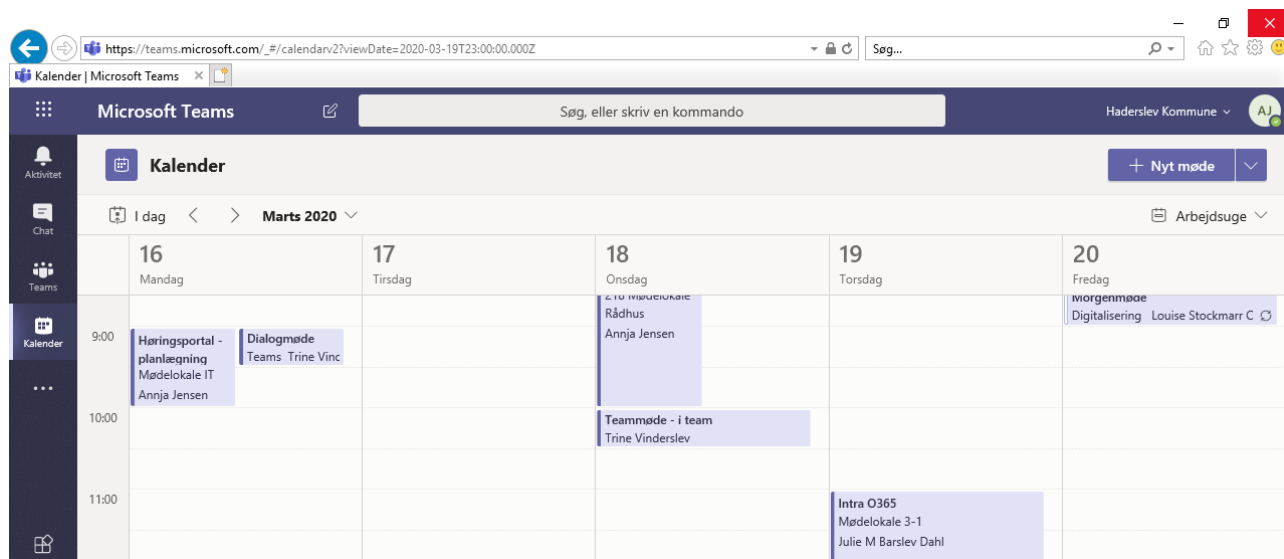 https://teams.microsoft.com/_#/calendarv2?viewDate=2020-03-19T23:00:00.000Z
Søg...
Kalender | Microsoft Teams
Microsoft Teams
Søg, eller skriv en kommando
Haderslev Kommune
AJ
Aktivitet
Chat
Teams
Kalender
Kalender
+ Nyt møde
I dag
Marts 2020
Arbejdsuge
16
Mandag
17
Tirsdag
18
Onsdag
19
Torsdag
20
Fredag
9:00
10:00
11:00
Høringsportal -
planlægning
Mødelokale IT
Annja Jensen
Dialogmøde
Teams Trine Vinc
218 Mødelokale
Rådhus
Annja Jensen
Teammøde - i team
Trine Vinderslev
Intra O365
Mødelokale 3-1
Julie M Barslev Dahl
Morgenmøde
Digitalisering Louise Stockmarr C